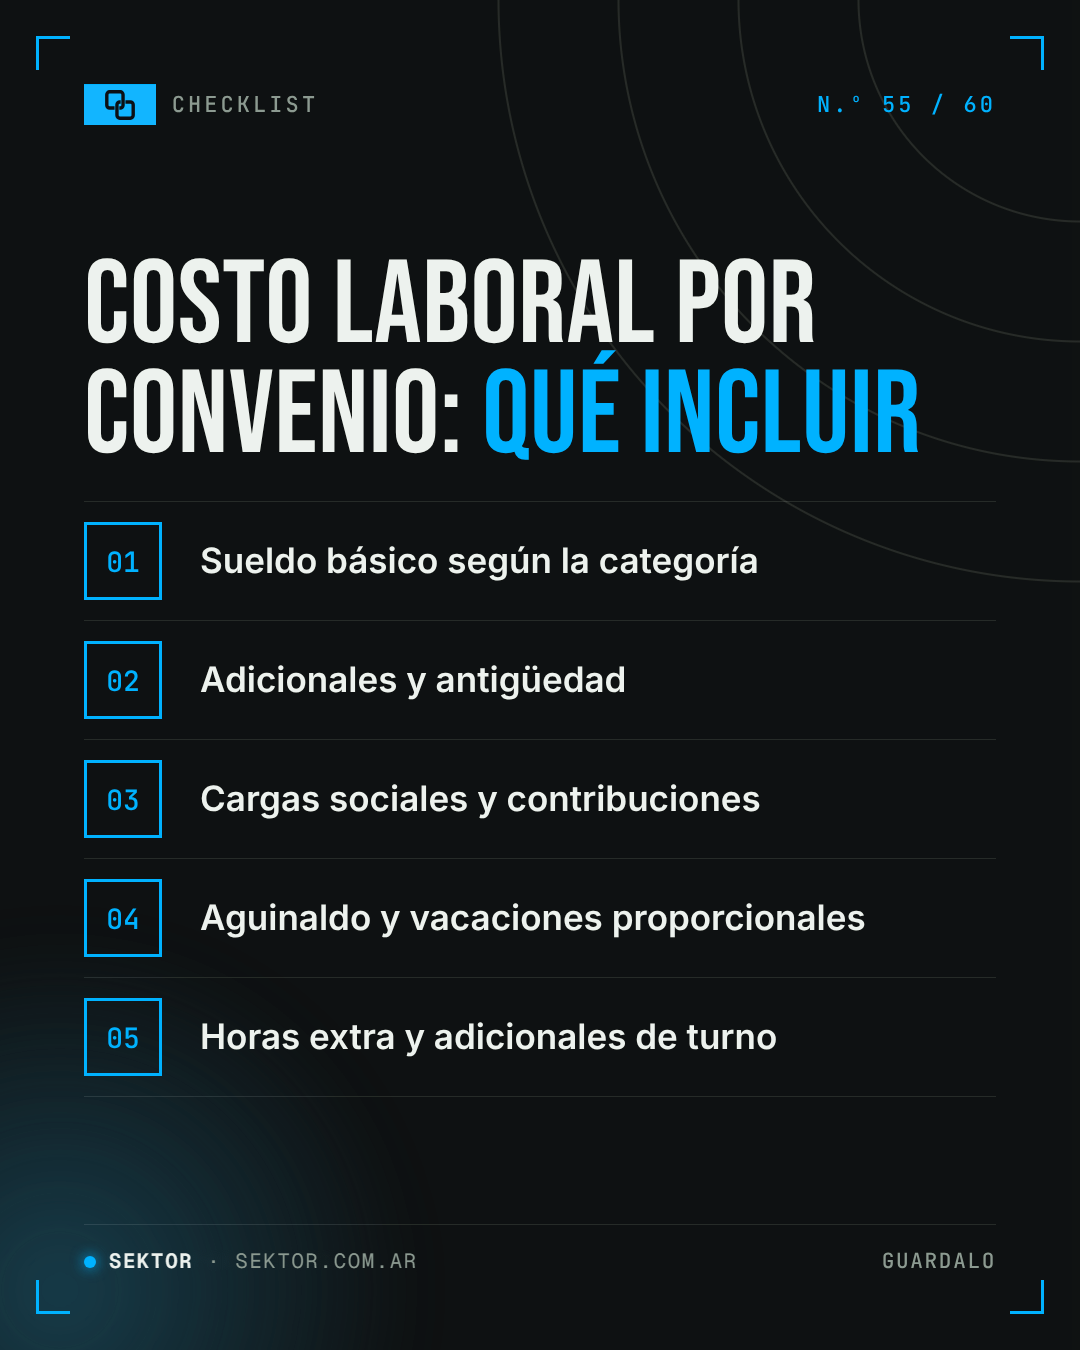 CHECKLIST
N.° 55 / 60
COSTO LABORAL POR
CONVENIO: QUÉ INCLUIR
01 Sueldo básico según la categoría
02 Adicionales y antigüedad
03 Cargas sociales y contribuciones
04 Aguinaldo y vacaciones proporcionales
05 Horas extra y adicionales de turno
SEKTOR · SEKTOR.COM.AR
GUARDALO